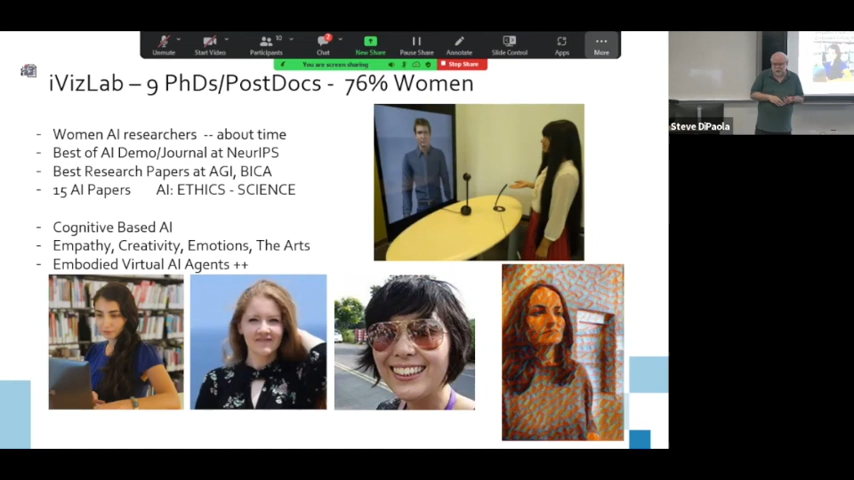 Unmute
Start Video
Participants
10
Chat
2
New Share
Pause Share
Annotate
Slide Control
Apps
More
You are screen sharing
Stop Share
iVizLab – 9 PhDs/PostDocs - 76% Women
- Women AI researchers -- about time
- Best of AI Demo/Journal at NeurIPS
- Best Research Papers at AGI, BICA
- 15 AI Papers AI: ETHICS - SCIENCE
- Cognitive Based AI
- Empathy, Creativity, Emotions, The Arts
- Embodied Virtual AI Agents ++
Steve DiPaola